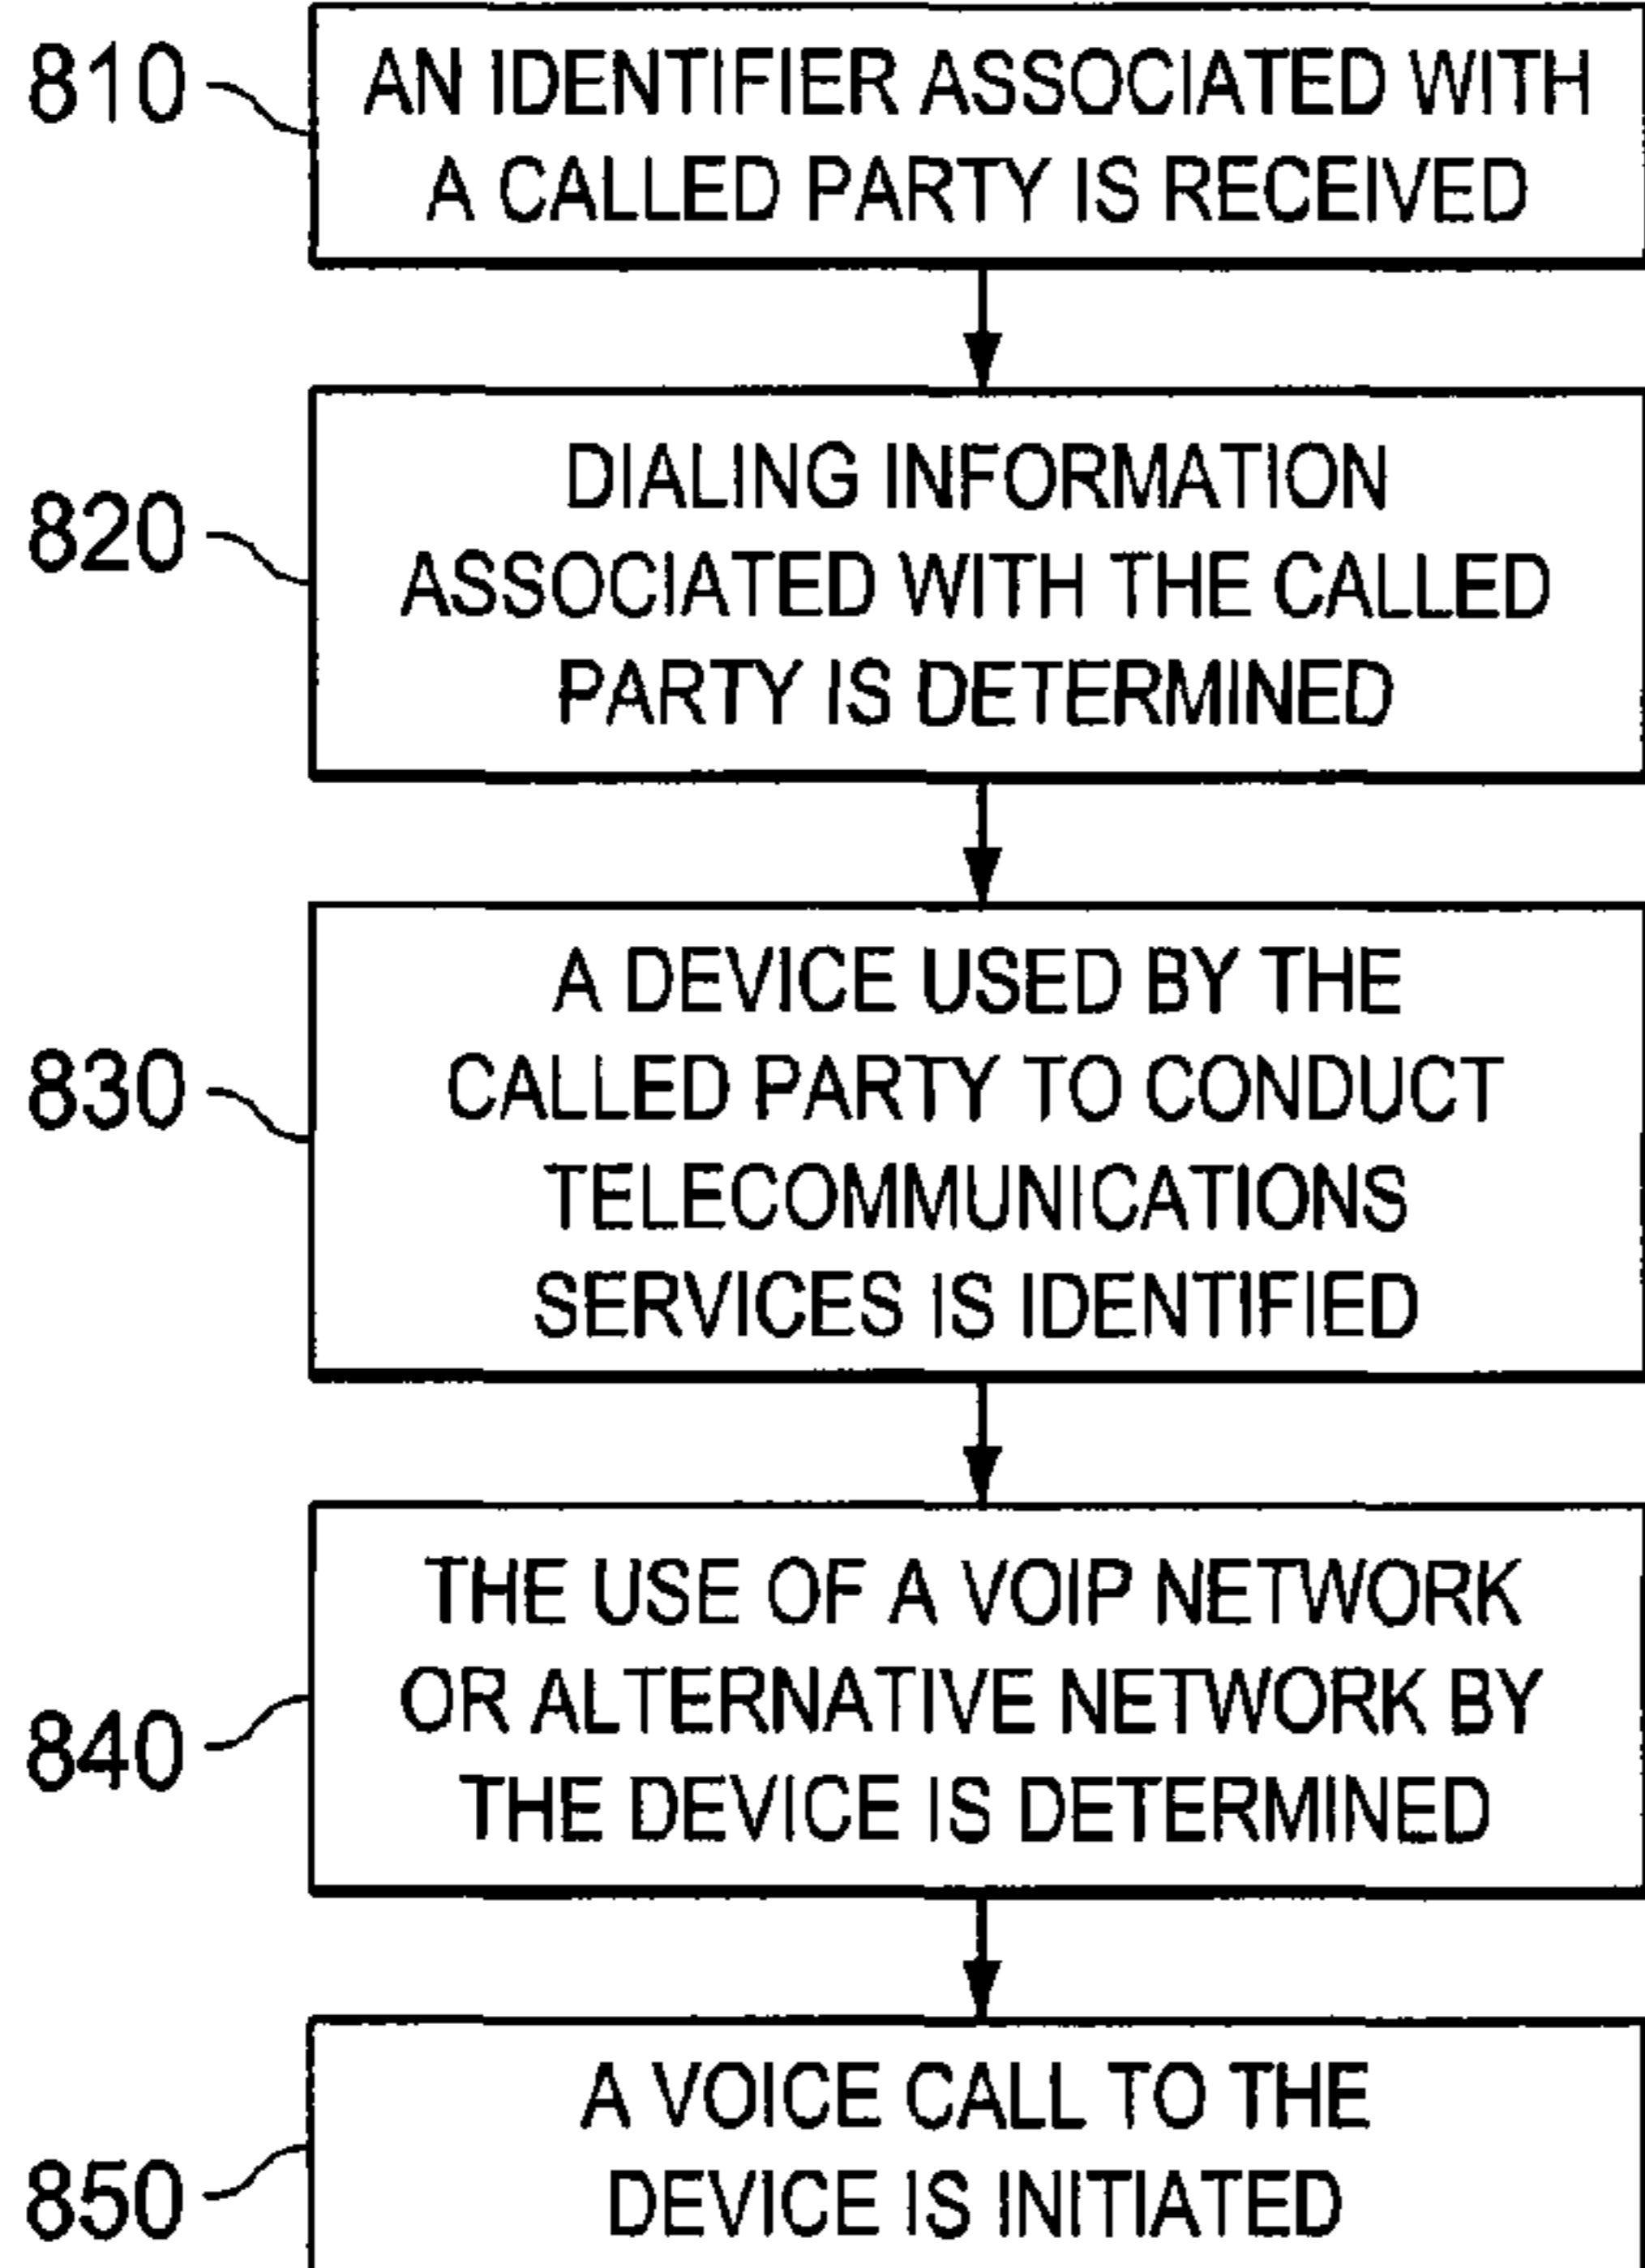 810
AN IDENTIFIER ASSOCIATED WITH
A CALLED PARTY IS RECEIVED
820
DIALING INFORMATION
ASSOCIATED WITH THE CALLED
PARTY IS DETERMINED
830
A DEVICE USED BY THE
CALLED PARTY TO CONDUCT
TELECOMMUNICATIONS
SERVICES IS IDENTIFIED
840
THE USE OF A VOIP NETWORK
OR ALTERNATIVE NETWORK BY
THE DEVICE IS DETERMINED
850
A VOICE CALL TO THE
DEVICE IS INITIATED